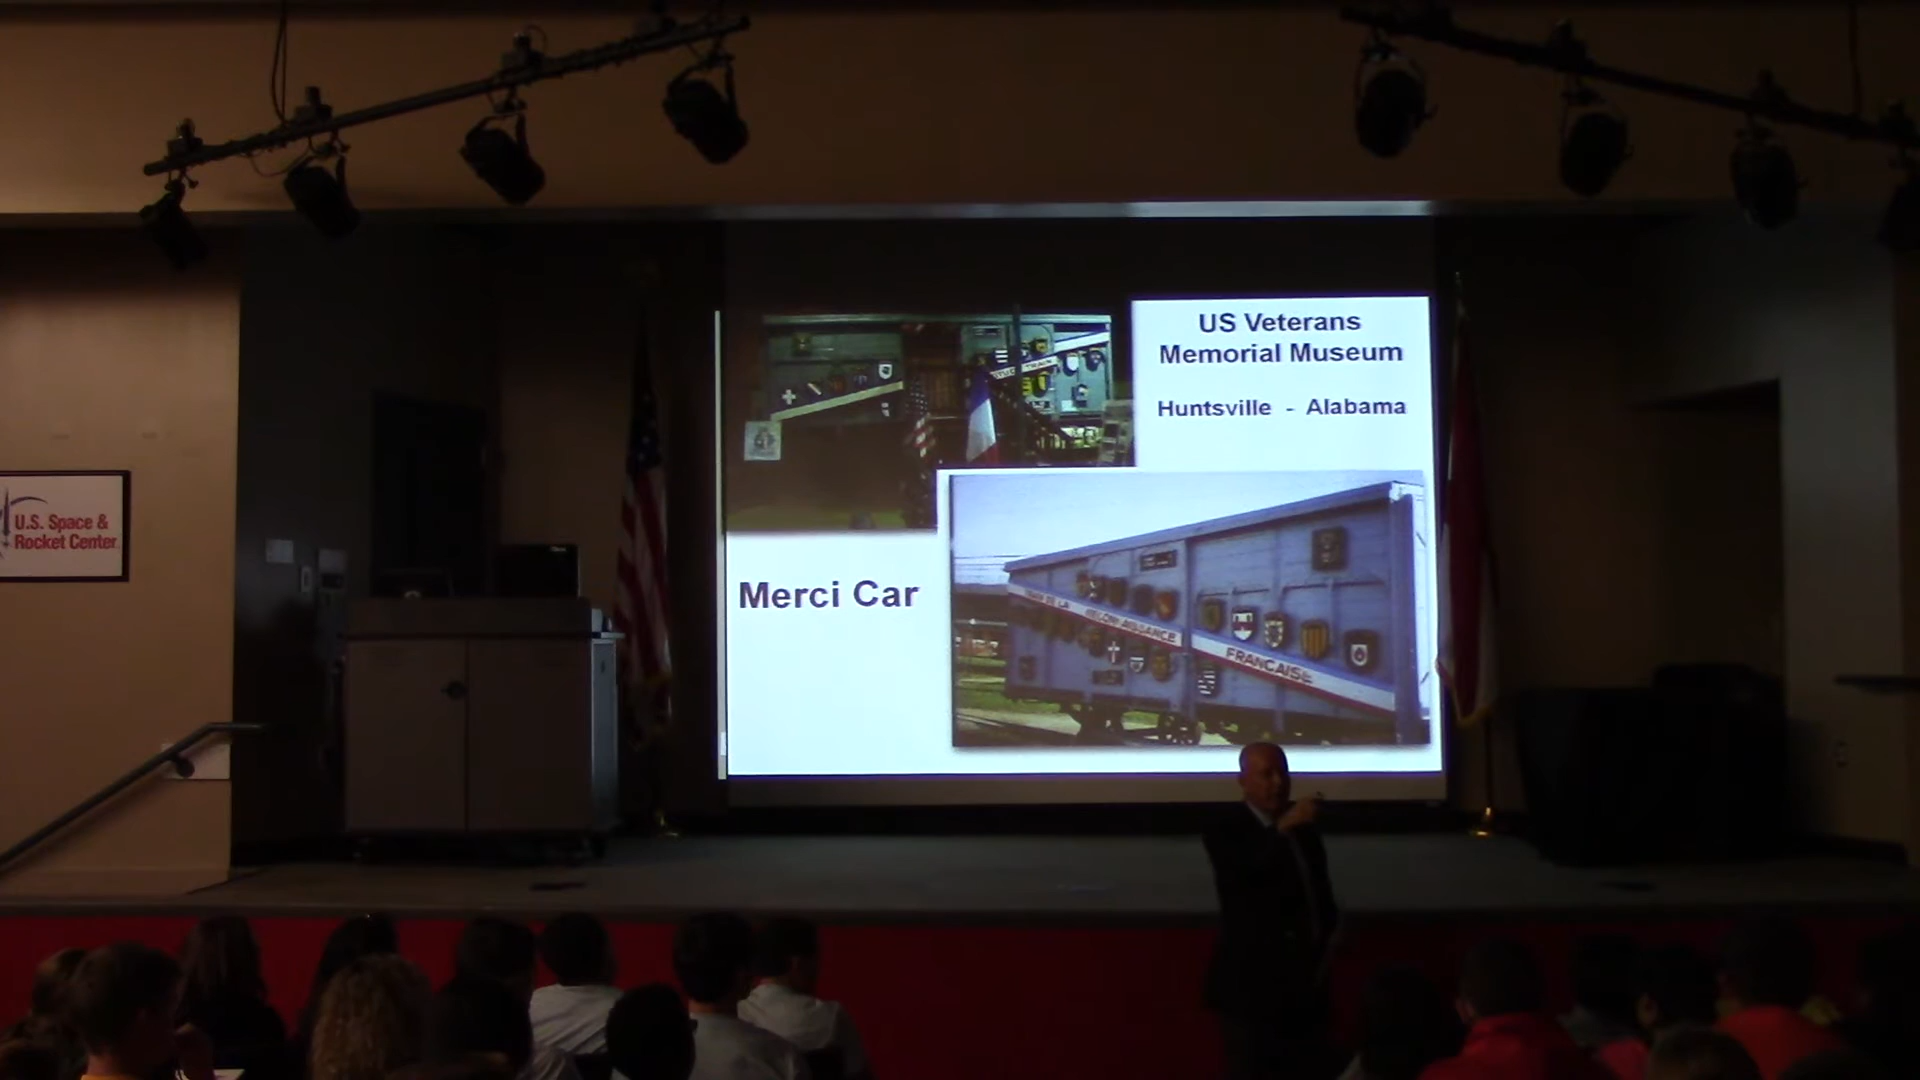 US Veterans
Memorial Museum
Huntsville - Alabama
Merci Car
FRANCAISE
U.S. Space &
Rocket Center